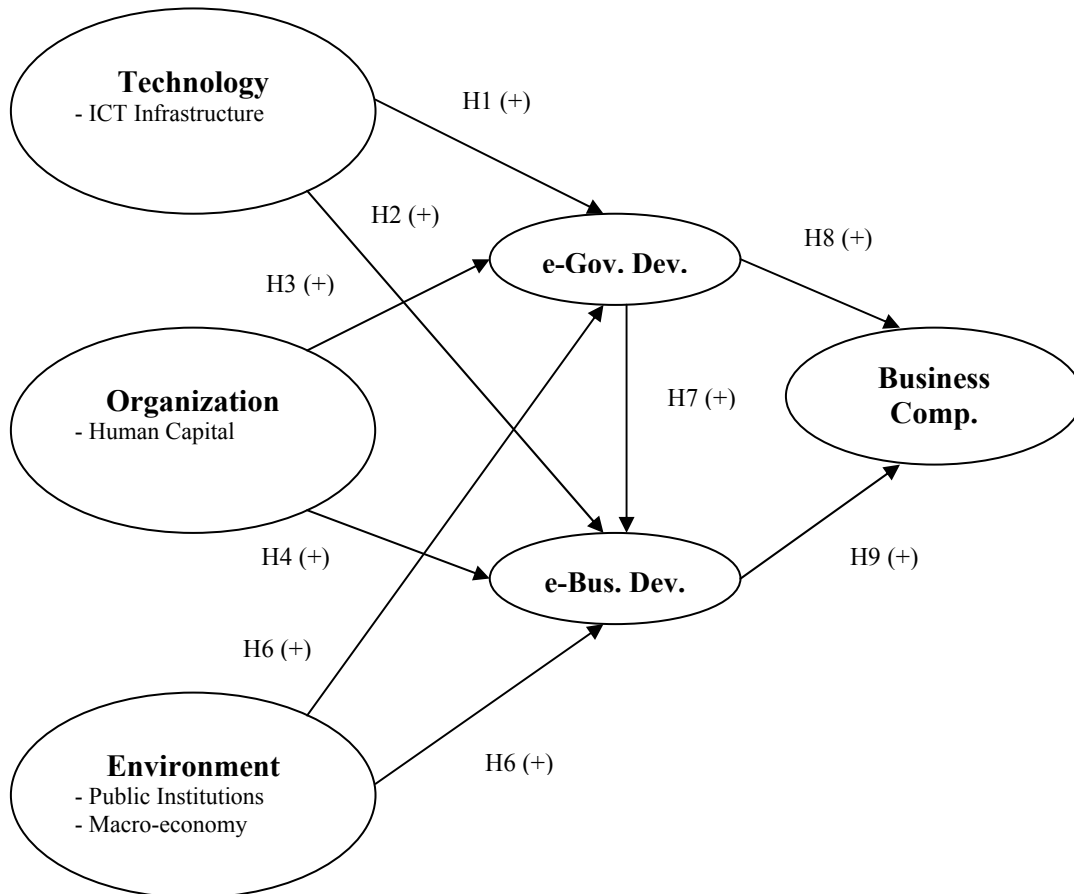 Technology
- ICT Infrastructure
H1 (+)
H2 (+)
e-Gov. Dev.
H8 (+)
H3 (+)
Organization
- Human Capital
H7 (+)
Business
Comp.
H4 (+)
e-Bus. Dev.
H9 (+)
H6 (+)
Environment
- Public Institutions
- Macro-economy
H6 (+)